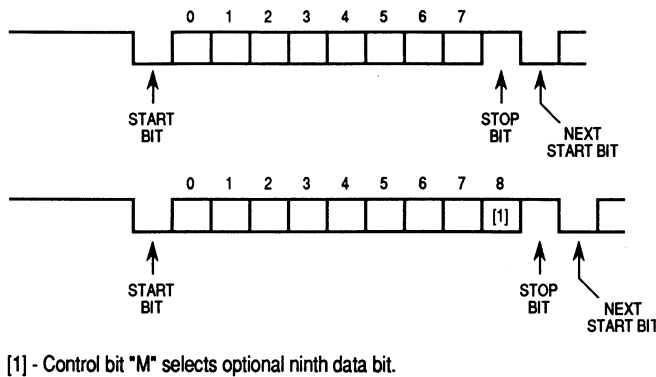 0 1 2 3 4 5 6 7
START
BIT
STOP
BIT
NEXT
START BIT
0 1 2 3 4 5 6 7 8
[1]
START
BIT
STOP
BIT
NEXT
START BIT
[1] - Control bit "M" selects optional ninth data bit.